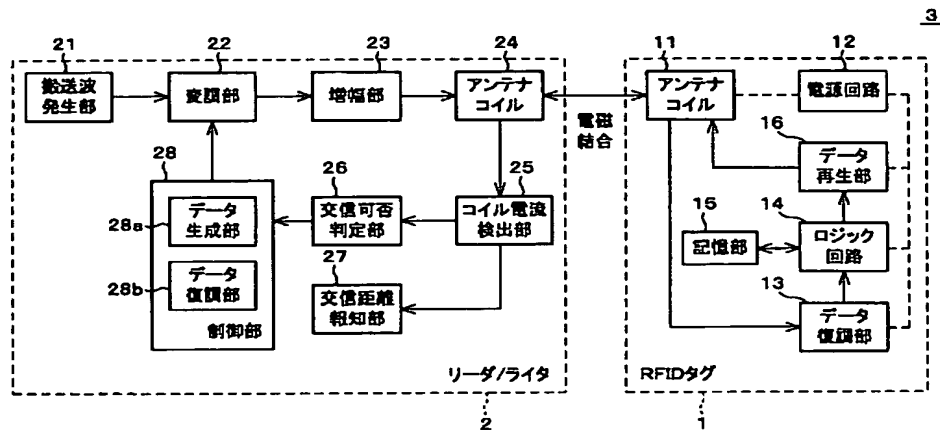 3
21
22
23
24
11
12
搬送波
発生部
変調部
増幅部
アンテナ
コイル
アンテナ
コイル
電源回路
電磁
結合
16
データ
再生部
28
26
25
データ
生成部
28a
交信可否
判定部
コイル電流
検出部
15
記憶部
14
ロジック
回路
27
交信距離
報知部
データ
復調部
28b
制御部
13
データ
復調部
リーダ/ライタ
RFIDタグ
2
1